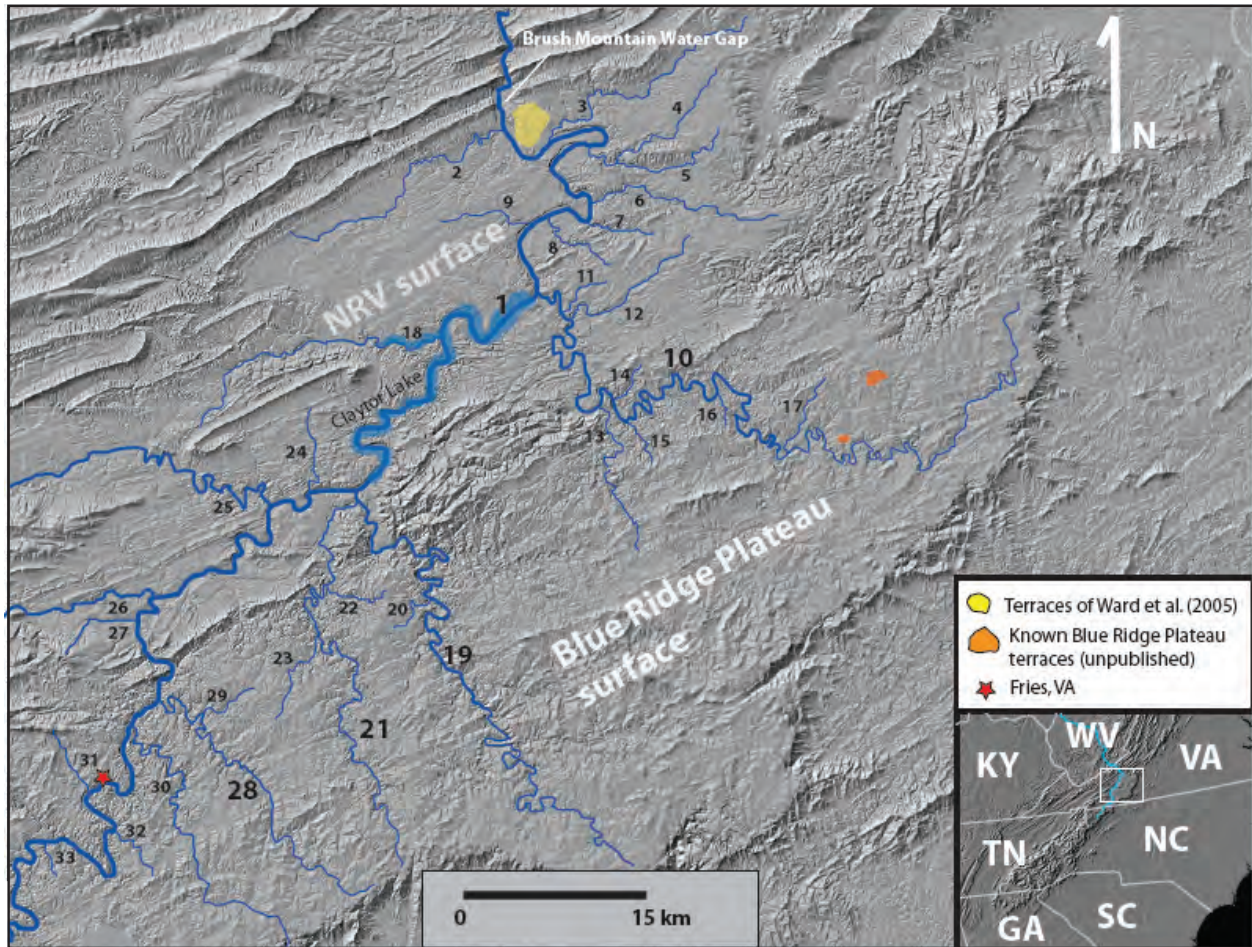 Brush Mountain Water Gap
N
3
4
2
5
9
6
7
8
NRV surface
11
1
12
18
10
14
Claytor Lake
17
16
13
15
24
25
Blue Ridge Plateau
surface
26
22
20
27
19
23
29
21
31
30
28
32
33
Terraces of Ward et al. (2005)
Known Blue Ridge Plateau
terraces (unpublished)
Fries, VA
WV
KY
VA
TN
NC
SC
GA
0
15 km